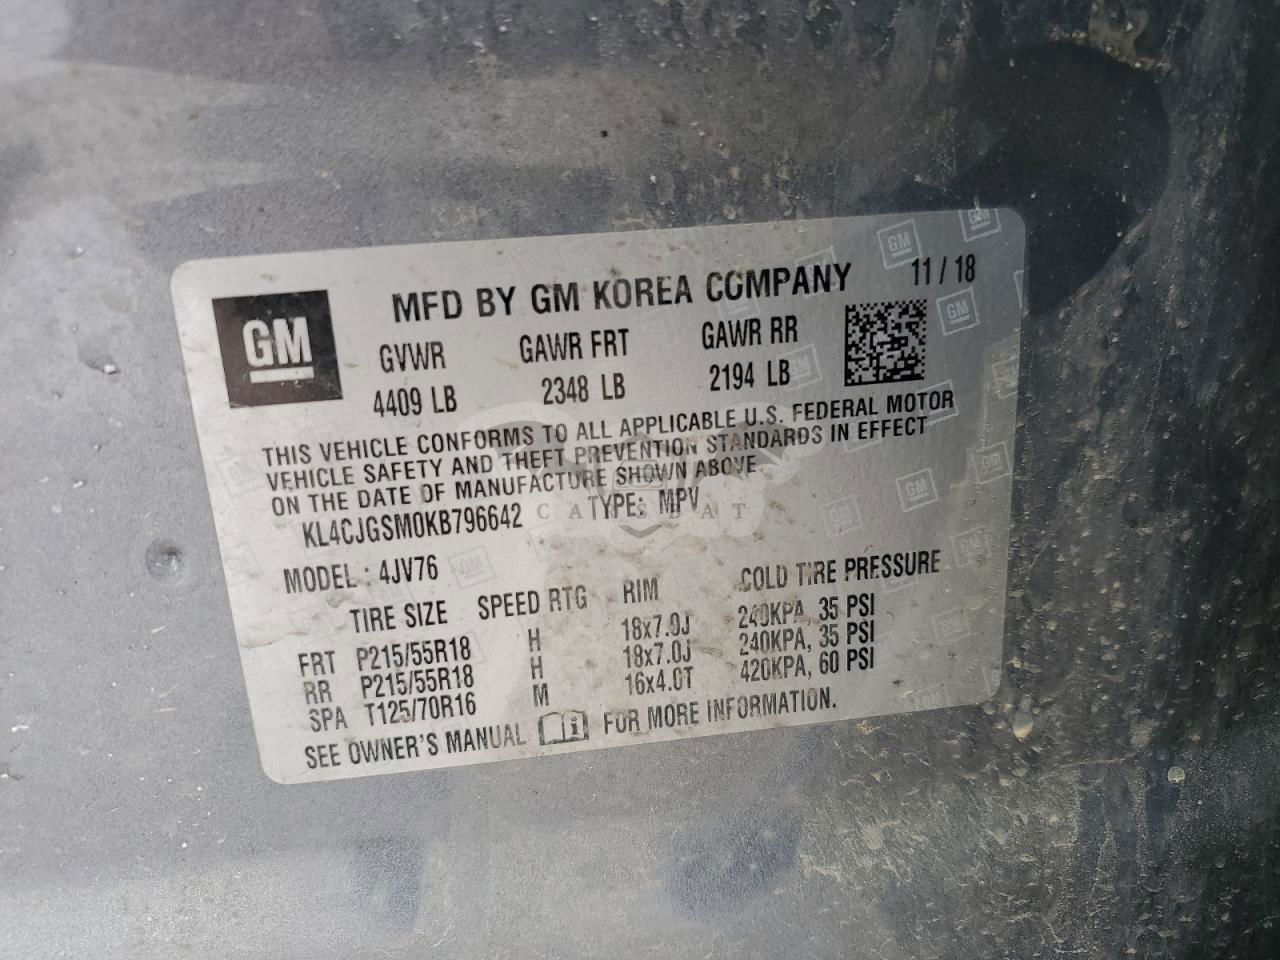 GM
MFD BY GM KOREA COMPANY 11 / 18
GVWR GAWR FRT GAWR RR
4409 LB 2348 LB 2194 LB
THIS VEHICLE CONFORMS TO ALL APPLICABLE U.S. FEDERAL MOTOR
VEHICLE SAFETY AND THEFT PREVENTION STANDARDS IN EFFECT
ON THE DATE OF MANUFACTURE SHOWN ABOVE
KL4CJGSM0KB796642 TYPE: MPV
MODEL : 4JV76
TIRE SIZE SPEED RTG RIM COLD TIRE PRESSURE
FRT P215/55R18 H 18x7.0J 240KPA, 35 PSI
RR P215/55R18 H 18x7.0J 240KPA, 35 PSI
SPA T125/70R16 M 16x4.0T 420KPA, 60 PSI
SEE OWNER'S MANUAL FOR MORE INFORMATION.